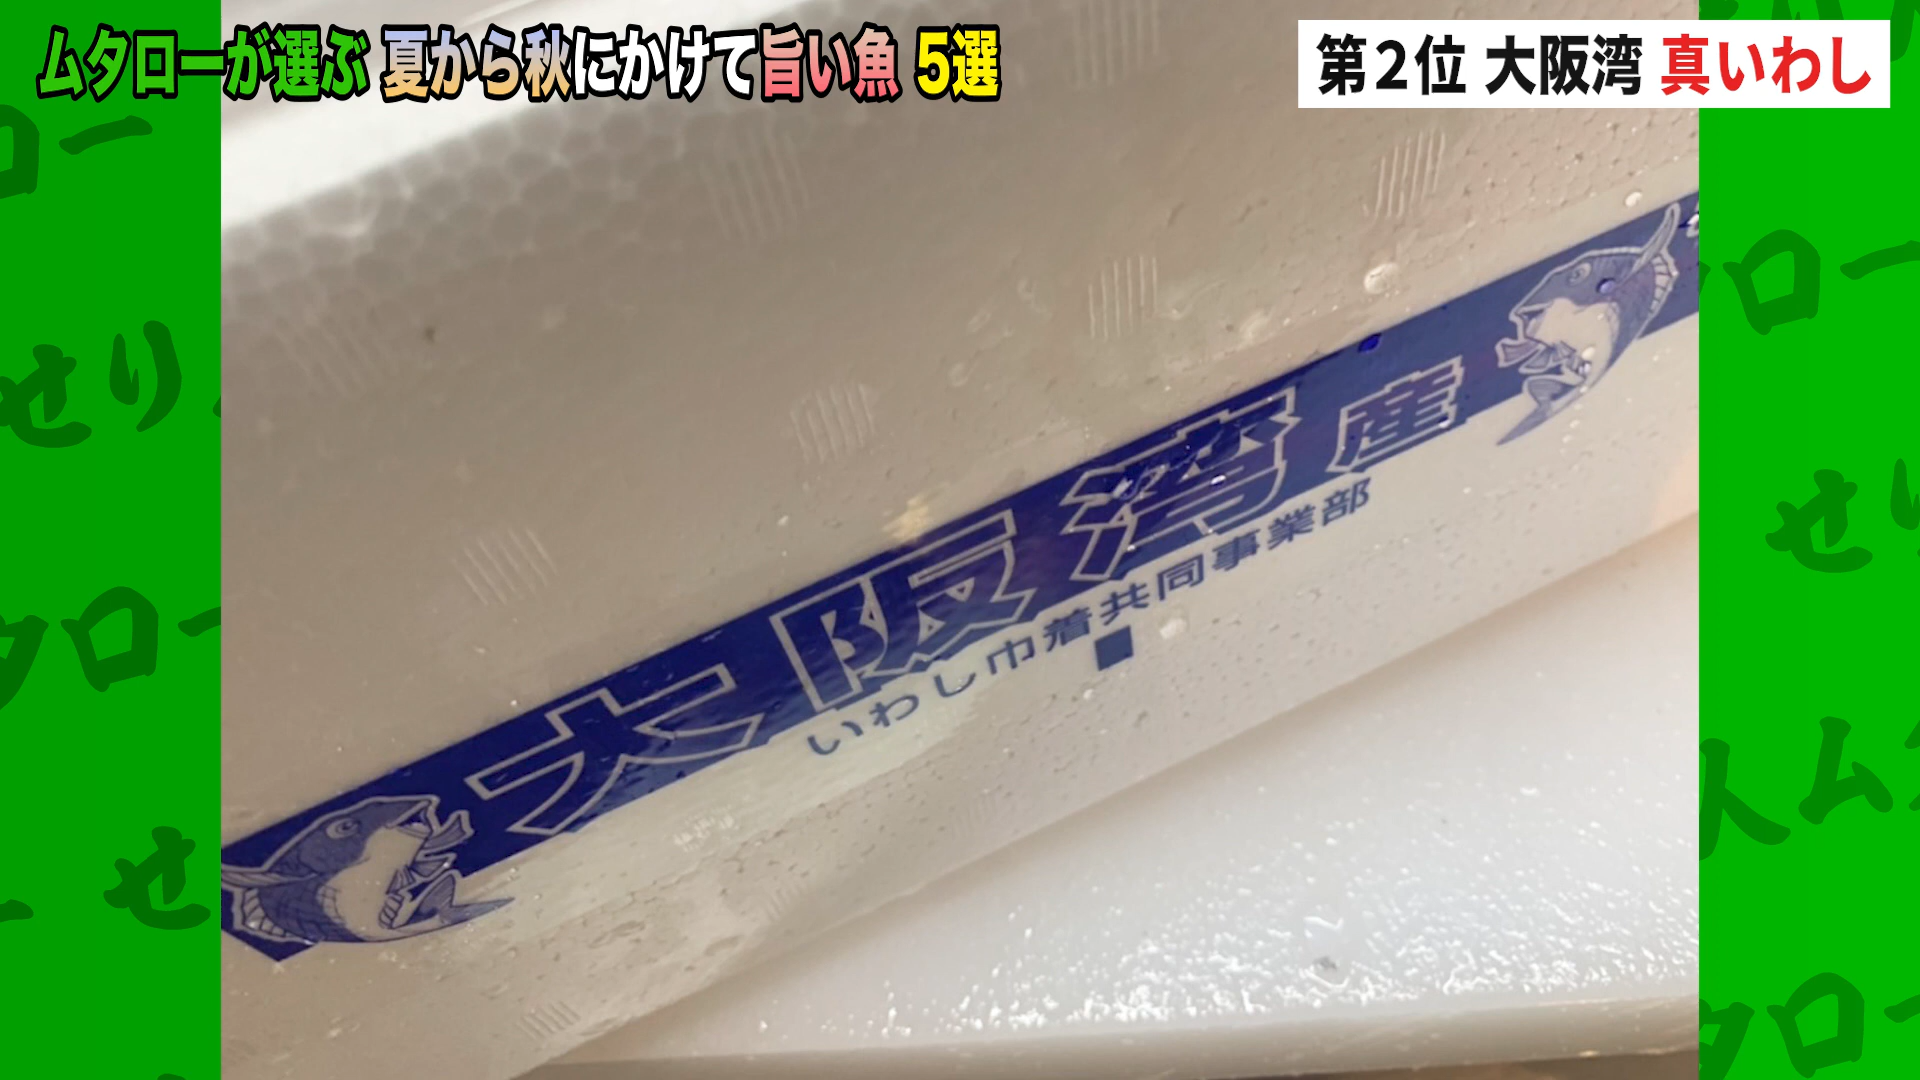 ムタローが選ぶ 夏から秋にかけて旨い魚 5選
第2位 大阪湾 真いわし
大阪湾産
いわし巾着共同事業部